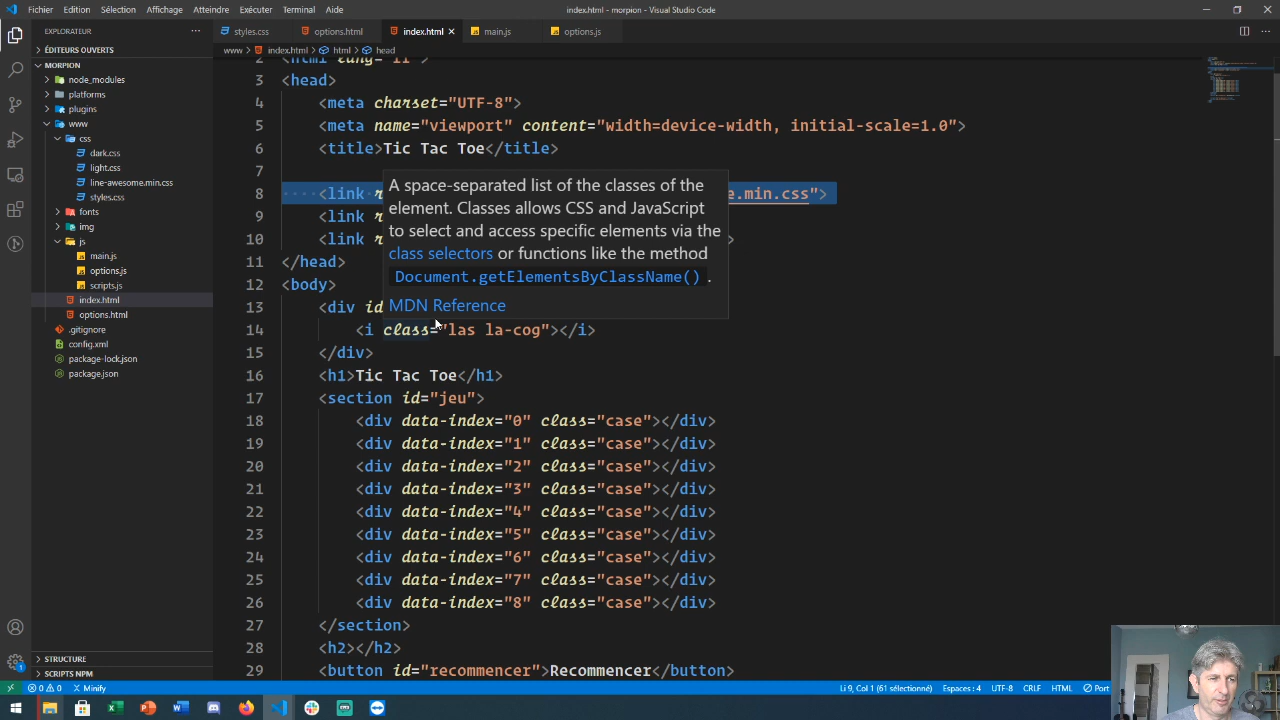 Fichier Edition Sélection Affichage Atteindre Exécuter Terminal Aide
index.html - morpion - Visual Studio Code
EXPLORATEUR
ÉDITEURS OUVERTS
MORPION
node_modules
platforms
plugins
www
css
dark.css
light.css
line-awesome.min.css
styles.css
fonts
img
js
main.js
options.js
scripts.js
index.html
options.html
.gitignore
config.xml
package-lock.json
package.json
STRUCTURE
SCRIPTS NPM
styles.css options.html index.html main.js options.js
www > index.html > html > head
3 <head>
4 <meta charset="UTF-8">
5 <meta name="viewport" content="width=device-width, initial-scale=1.0">
6 <title>Tic Tac Toe</title>
7
8 <link e.min.css">
9 <link
10 <link >
11 </head>
12 <body>
13 <div id
14 <i class="las la-cog"></i>
15 </div>
16 <h1>Tic Tac Toe</h1>
17 <section id="jeu">
18 <div data-index="0" class="case"></div>
19 <div data-index="1" class="case"></div>
20 <div data-index="2" class="case"></div>
21 <div data-index="3" class="case"></div>
22 <div data-index="4" class="case"></div>
23 <div data-index="5" class="case"></div>
24 <div data-index="6" class="case"></div>
25 <div data-index="7" class="case"></div>
26 <div data-index="8" class="case"></div>
27 </section>
28 <h2></h2>
29 <button id="recommencer">Recommencer</button>
A space-separated list of the classes of the
element. Classes allows CSS and JavaScript
to select and access specific elements via the
class selectors or functions like the method
Document.getElementsByClassName() .
MDN Reference
0 0 Minify
Li 9, Col 1 (61 sélectionné) Espaces : 4 UTF-8 CRLF HTML Port